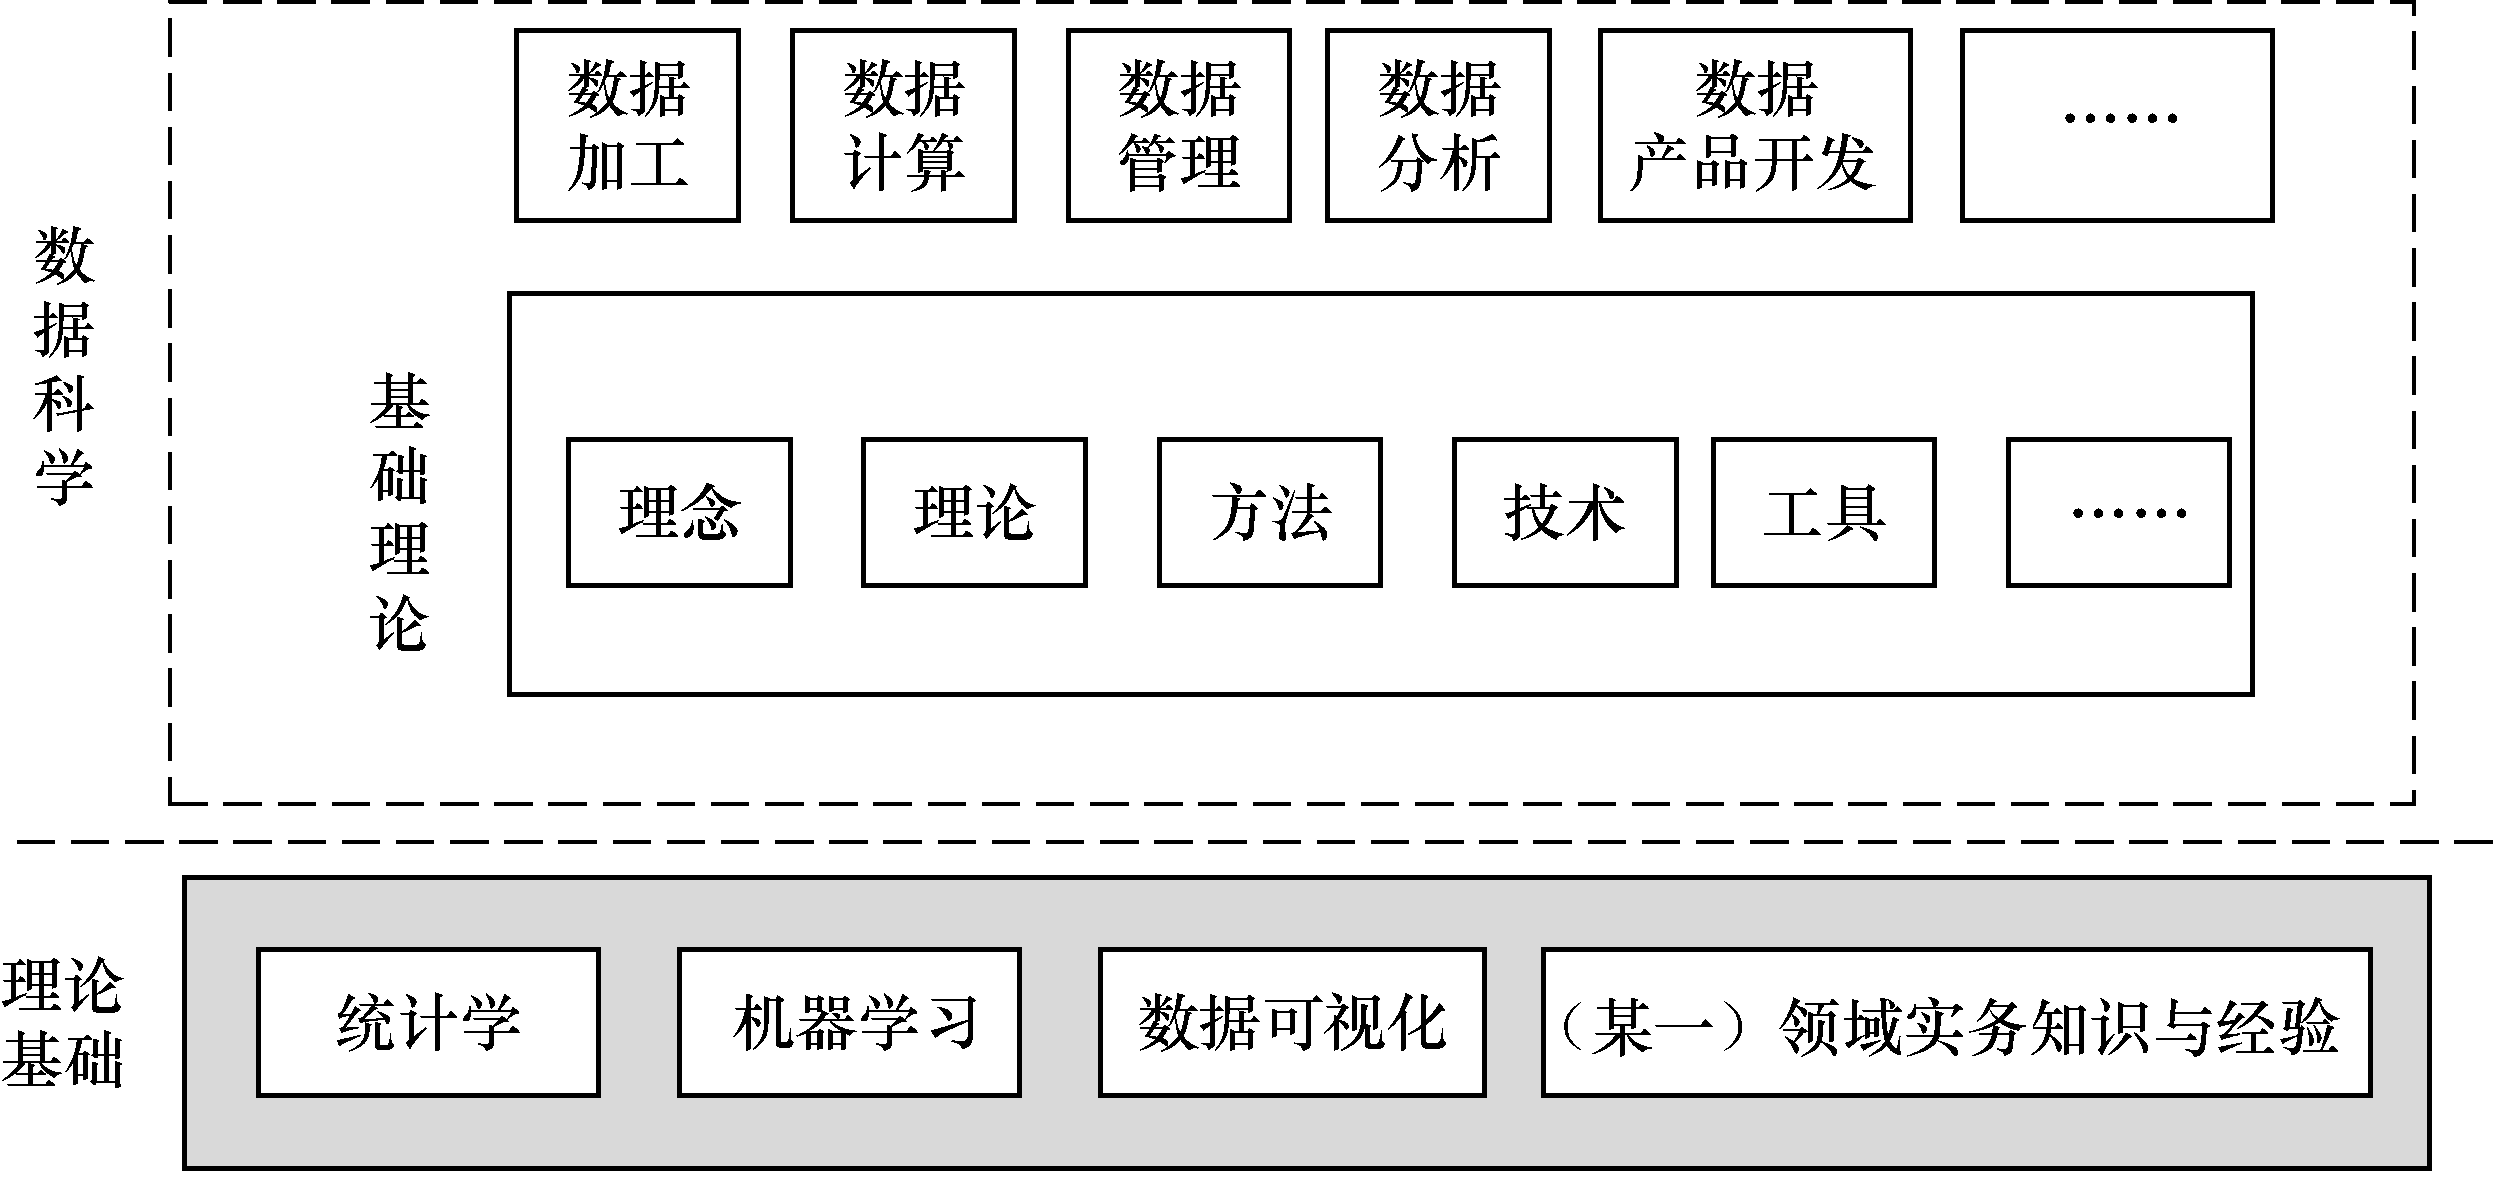 数据
加工
数据
计算
数据
管理
数据
分析
数据
产品开发
……
数据科学
基础理论
理念
理论
方法
技术
工具
……
理论
基础
统计学
机器学习
数据可视化
（某一）领域实务知识与经验